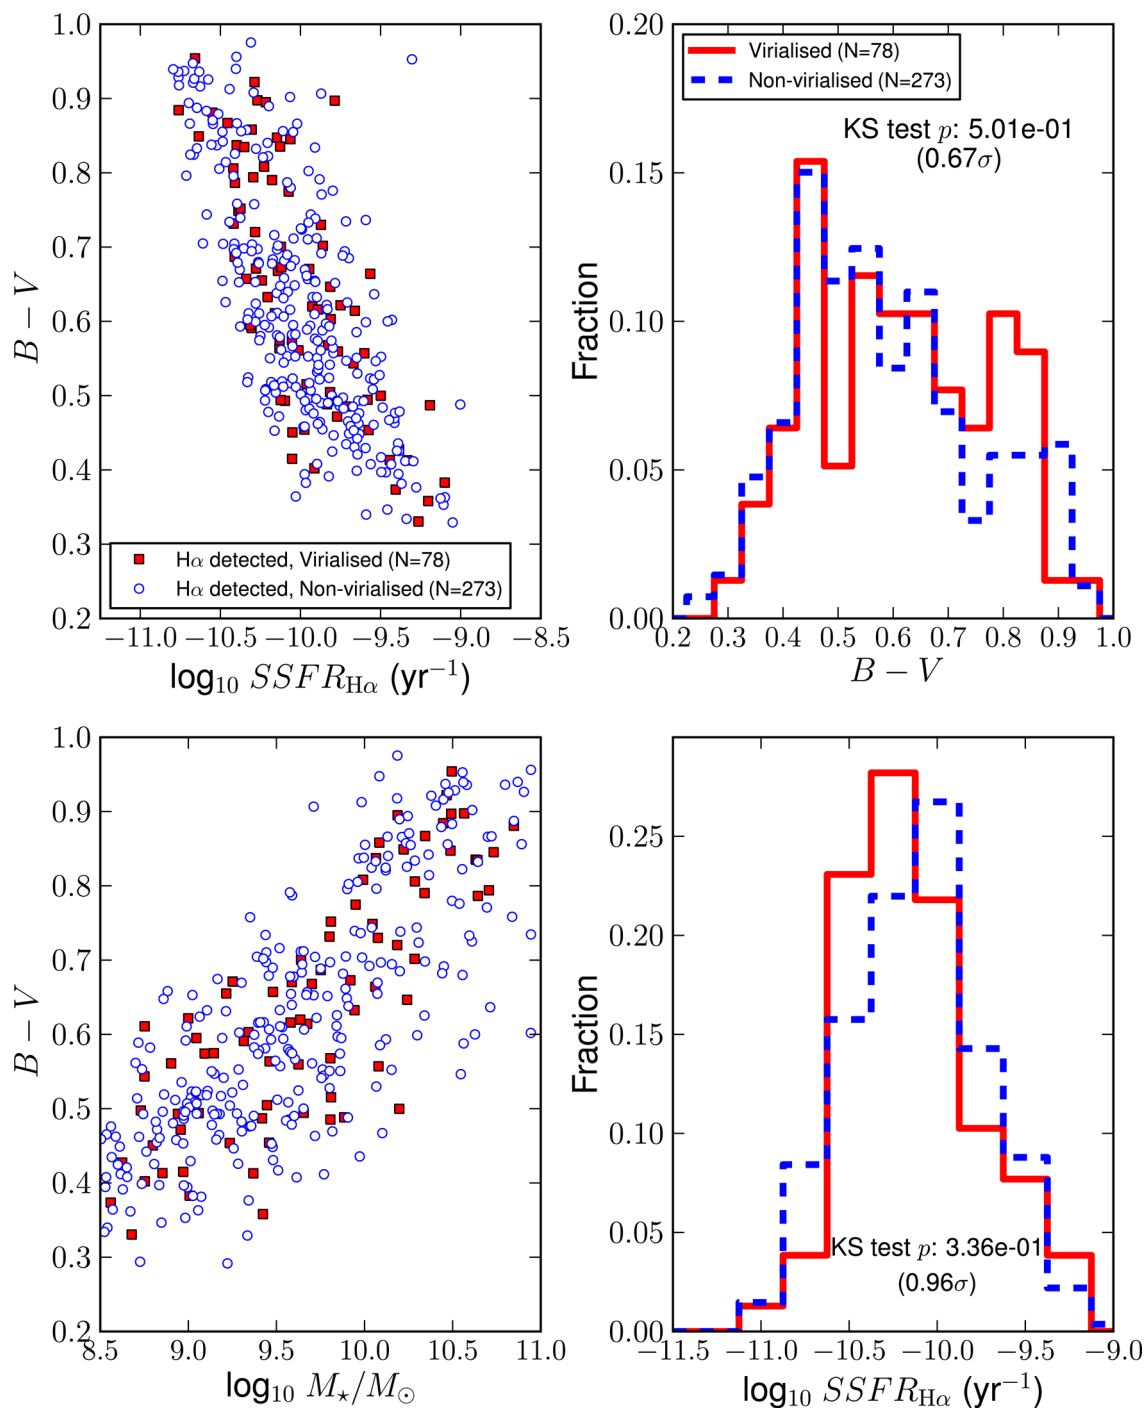 1.0
0.9
0.8
0.7
0.6
0.5
0.4
0.3
0.2
B − V
Hα detected, Virialised (N=78)
Hα detected, Non-virialised (N=273)
−11.0 −10.5 −10.0 −9.5 −9.0 −8.5
log₁₀ SSFR_Hα (yr⁻¹)
0.20
0.15
0.10
0.05
0.00
Fraction
Virialised (N=78)
Non-virialised (N=273)
KS test p: 5.01e-01
(0.67σ)
0.2 0.3 0.4 0.5 0.6 0.7 0.8 0.9 1.0
B − V
1.0
0.9
0.8
0.7
0.6
0.5
0.4
0.3
0.2
B − V
8.5 9.0 9.5 10.0 10.5 11.0
log₁₀ M⋆/M⊙
0.25
0.20
0.15
0.10
0.05
0.00
Fraction
KS test p: 3.36e-01
(0.96σ)
−11.5 −11.0 −10.5 −10.0 −9.5 −9.0
log₁₀ SSFR_Hα (yr⁻¹)